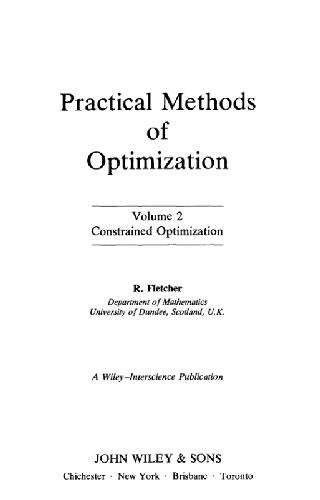 Practical Methods
of
Optimization
Volume 2
Constrained Optimization
R. Fletcher
Department of Mathematics
University of Dundee, Scotland, U.K.
A Wiley–Interscience Publication
JOHN WILEY & SONS
Chichester · New York · Brisbane · Toronto